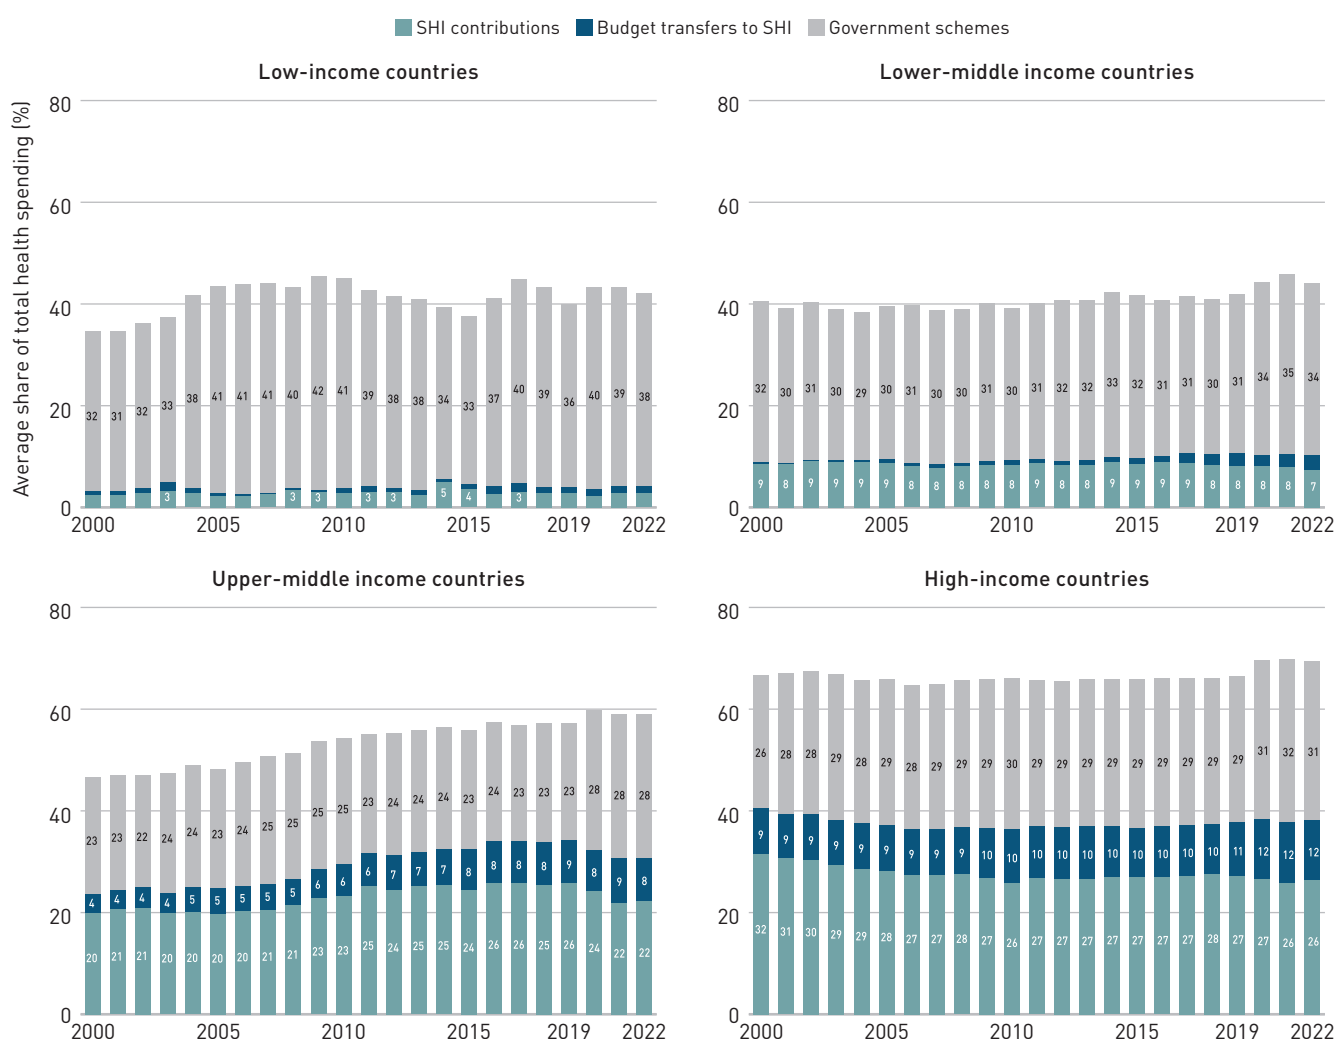 SHI contributions Budget transfers to SHI Government schemes
Average share of total health spending (%)
Low-income countries
80
60
40
20
0
32 31 32 33 38 41 41 41 40 42 41 39 38 38 34 33 37 40 39 36 40 39 38
3 3 3 3 3 5 4 3
2000 2005 2010 2015 2019 2022
Lower-middle income countries
80
60
40
20
0
32 30 31 30 29 30 31 30 30 31 30 31 32 32 33 32 31 31 30 31 34 35 34
9 8 9 9 9 9 8 8 8 8 8 9 8 8 9 9 9 9 8 8 8 8 7
2000 2005 2010 2015 2019 2022
Upper-middle income countries
80
60
40
20
0
23 23 22 24 24 23 24 25 25 25 25 23 24 24 24 23 24 23 23 23 28 28 28
4 4 4 4 5 5 5 5 5 6 6 6 7 7 7 8 8 8 8 9 8 9 8
20 21 21 20 20 20 20 21 21 23 23 25 24 25 25 24 26 26 25 26 24 22 22
2000 2005 2010 2015 2019 2022
High-income countries
80
60
40
20
0
26 28 28 29 28 29 28 29 29 29 30 29 29 29 29 29 29 29 29 29 31 32 31
9 9 9 9 9 9 9 9 9 10 10 10 10 10 10 10 10 10 10 11 12 12 12
32 31 30 29 29 28 27 27 28 27 26 27 27 27 27 27 27 27 28 27 27 26 26
2000 2005 2010 2015 2019 2022